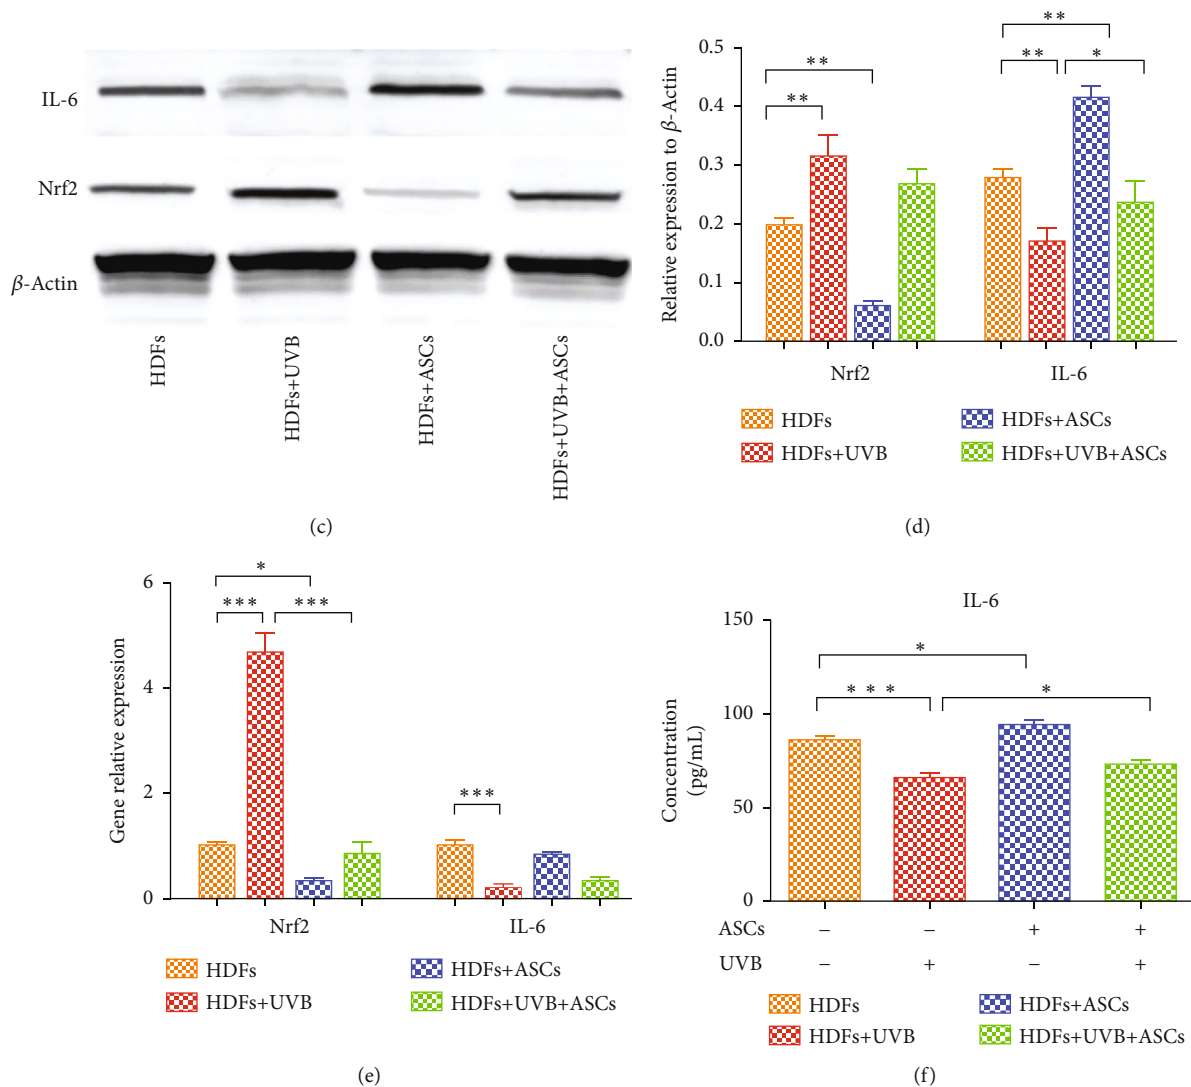 IL-6
Nrf2
β-Actin
HDFs
HDFs+UVB
HDFs+ASCs
HDFs+UVB+ASCs
(c)
Relative expression to β-Actin
0.5
0.4
0.3
0.2
0.1
0.0
**
**
**
**
*
Nrf2
IL-6
HDFs
HDFs+ASCs
HDFs+UVB
HDFs+UVB+ASCs
(d)
Gene relative expression
6
4
2
0
*
***
***
***
Nrf2
IL-6
HDFs
HDFs+ASCs
HDFs+UVB
HDFs+UVB+ASCs
(e)
IL-6
Concentration
(pg/mL)
150
100
50
0
*
* * *
*
ASCs – – + +
UVB – + – +
HDFs
HDFs+ASCs
HDFs+UVB
HDFs+UVB+ASCs
(f)